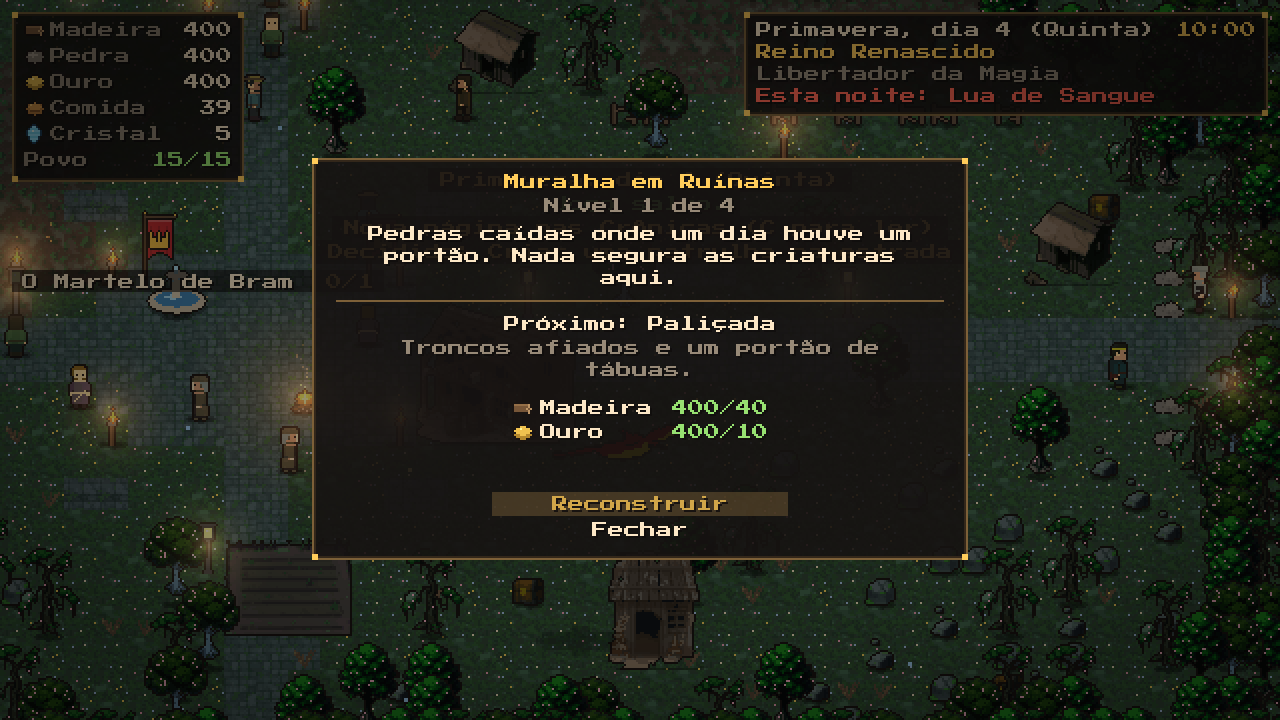 Madeira 400
Pedra 400
Ouro 400
Comida 39
Cristal 5
Povo 15/15
Primavera, dia 4 (Quinta) 10:00
Reino Renascido
Libertador da Magia
Esta noite: Lua de Sangue
O Martelo de Bram
0/1
Muralha em Ruínas
Nível 1 de 4
Pedras caídas onde um dia houve um
portão. Nada segura as criaturas
aqui.
Próximo: Paliçada
Troncos afiados e um portão de
tábuas.
Madeira 400/40
Ouro 400/10
Reconstruir
Fechar